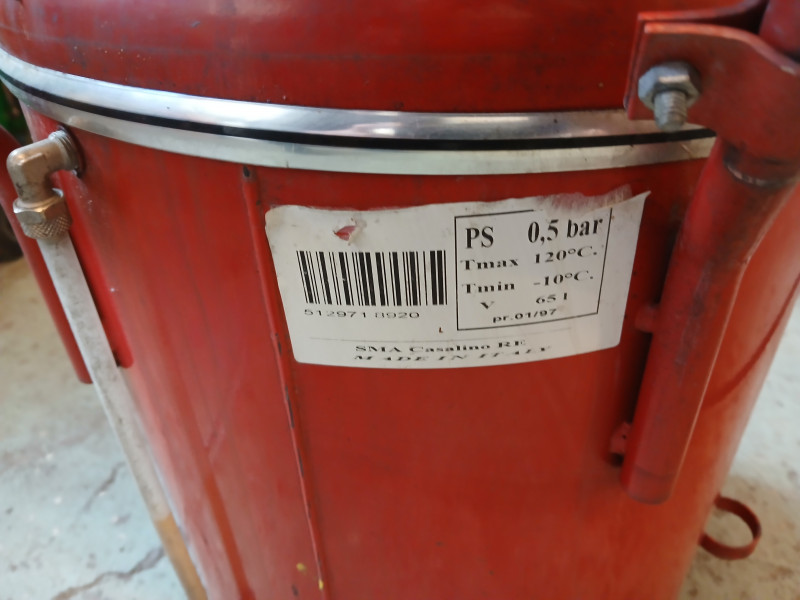 PS 0,5 bar
Tmax 120°C.
Tmin -10°C.
V 65 l
pr.01/97
512971 0920
L
SMA Casalino RE
MADE IN ITALY